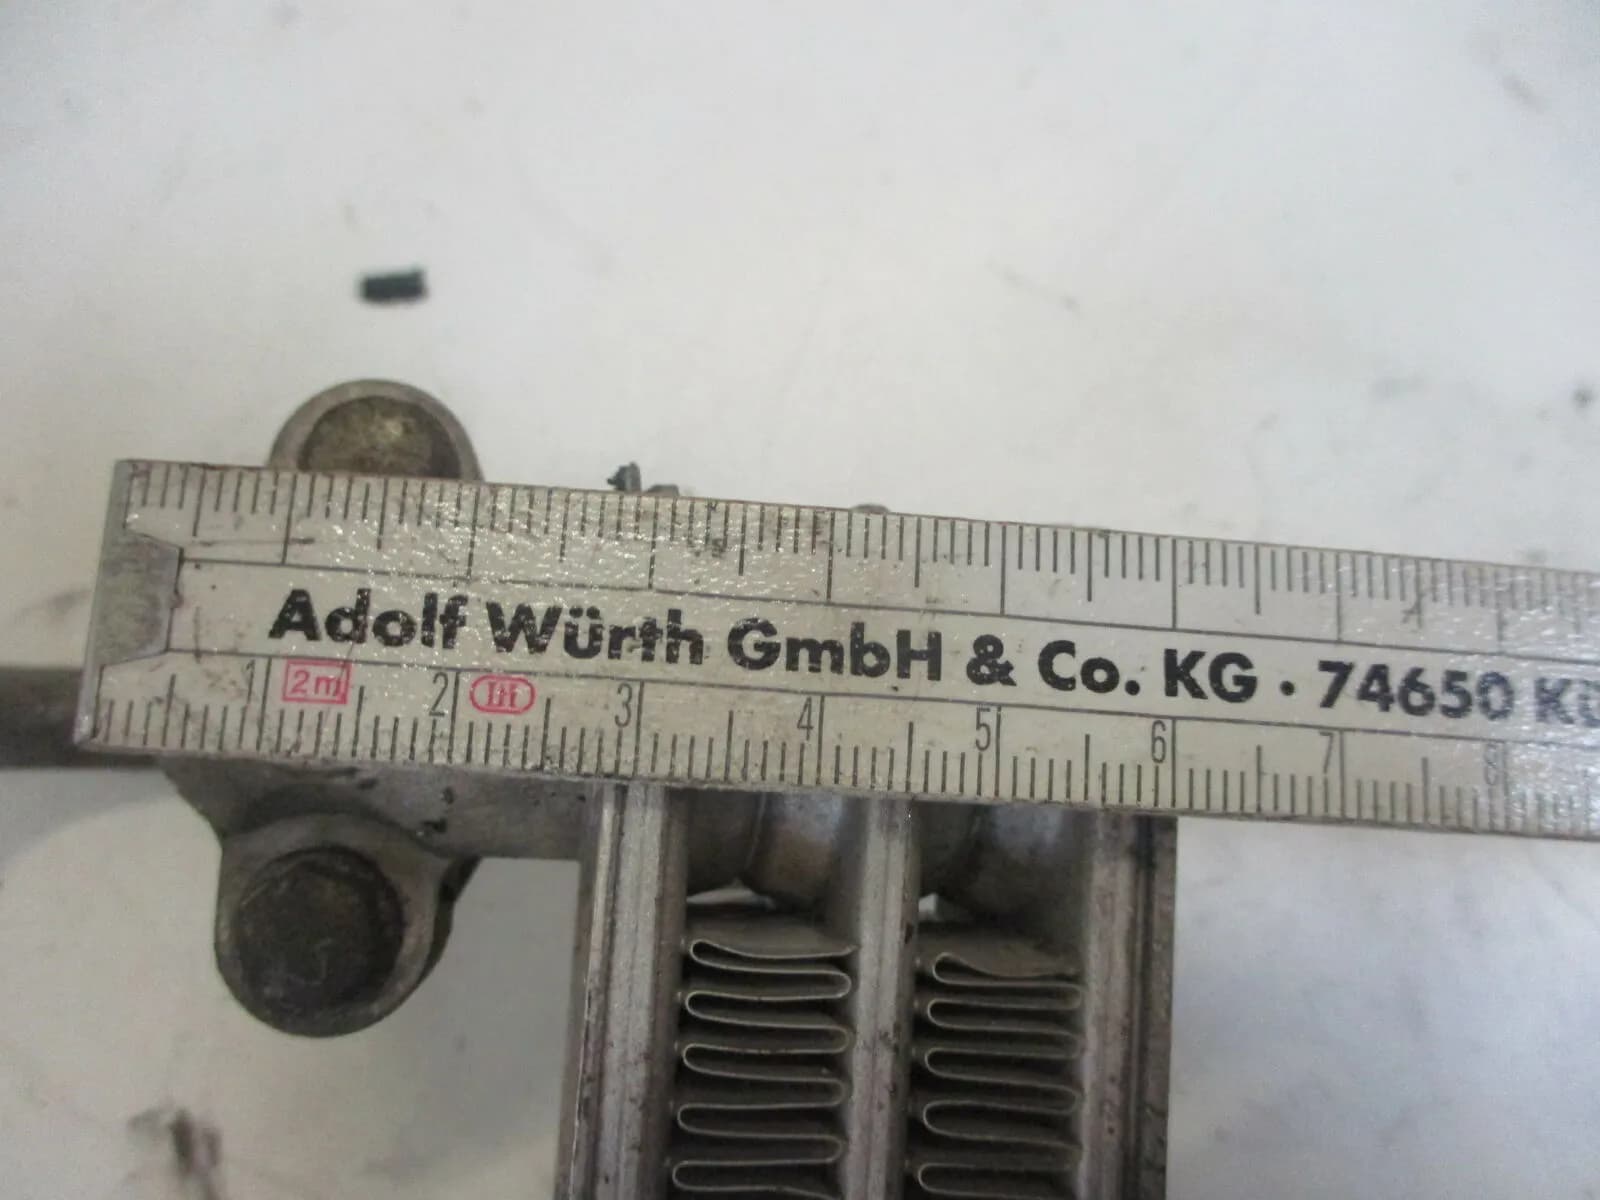 Adolf Würth GmbH & Co. KG · 74650
1 2m 2 3 4 5 6 7 8